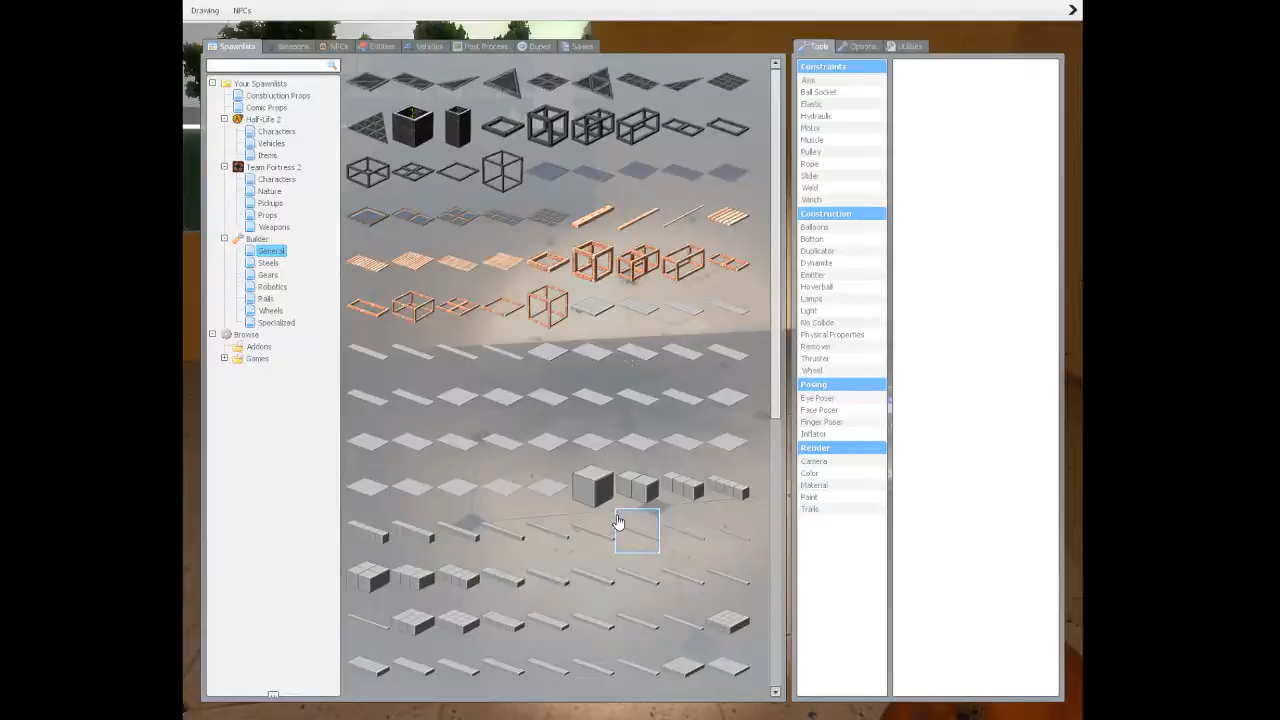 Drawing NPCs
Spawnlists Weapons NPCs Entities Vehicles Post Process Dupes Saves
Tools Options Utilities
Your Spawnlists
Construction Props
Comic Props
Half-Life 2
Characters
Vehicles
Items
Team Fortress 2
Characters
Nature
Pickups
Props
Weapons
Builder
General
Steels
Gears
Robotics
Rails
Wheels
Specialized
Browse
Addons
Games
Constraints
Axis
Ball Socket
Elastic
Hydraulic
Motor
Muscle
Pulley
Rope
Slider
Weld
Winch
Construction
Balloons
Button
Duplicator
Dynamite
Emitter
Hoverball
Lamps
Light
No Collide
Physical Properties
Remover
Thruster
Wheel
Posing
Eye Poser
Face Poser
Finger Poser
Inflator
Render
Camera
Color
Material
Paint
Trails